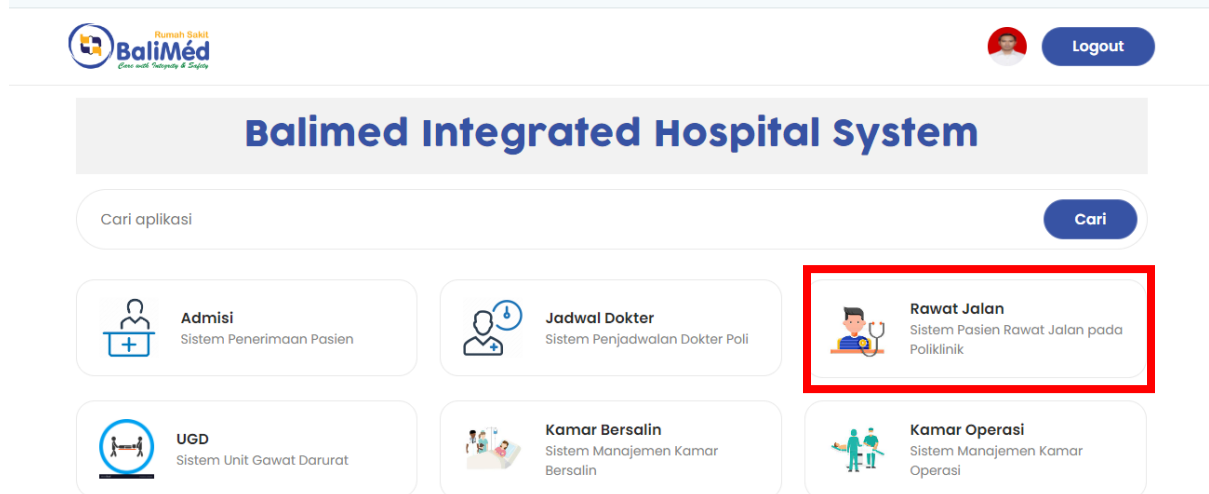 Rumah Sakit
BaliMéd
Care with Integrity & Safety
Logout
Balimed Integrated Hospital System
Cari aplikasi
Cari
Admisi
Sistem Penerimaan Pasien
Jadwal Dokter
Sistem Penjadwalan Dokter Poli
Rawat Jalan
Sistem Pasien Rawat Jalan pada
Poliklinik
UGD
Sistem Unit Gawat Darurat
Kamar Bersalin
Sistem Manajemen Kamar
Bersalin
Kamar Operasi
Sistem Manajemen Kamar
Operasi